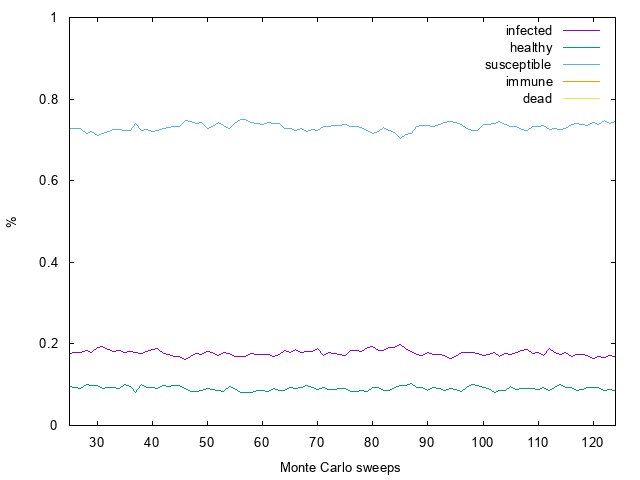 1
infected
healthy
susceptible
immune
dead
0.8
0.6
%
0.4
0.2
0
30 40 50 60 70 80 90 100 110 120
Monte Carlo sweeps